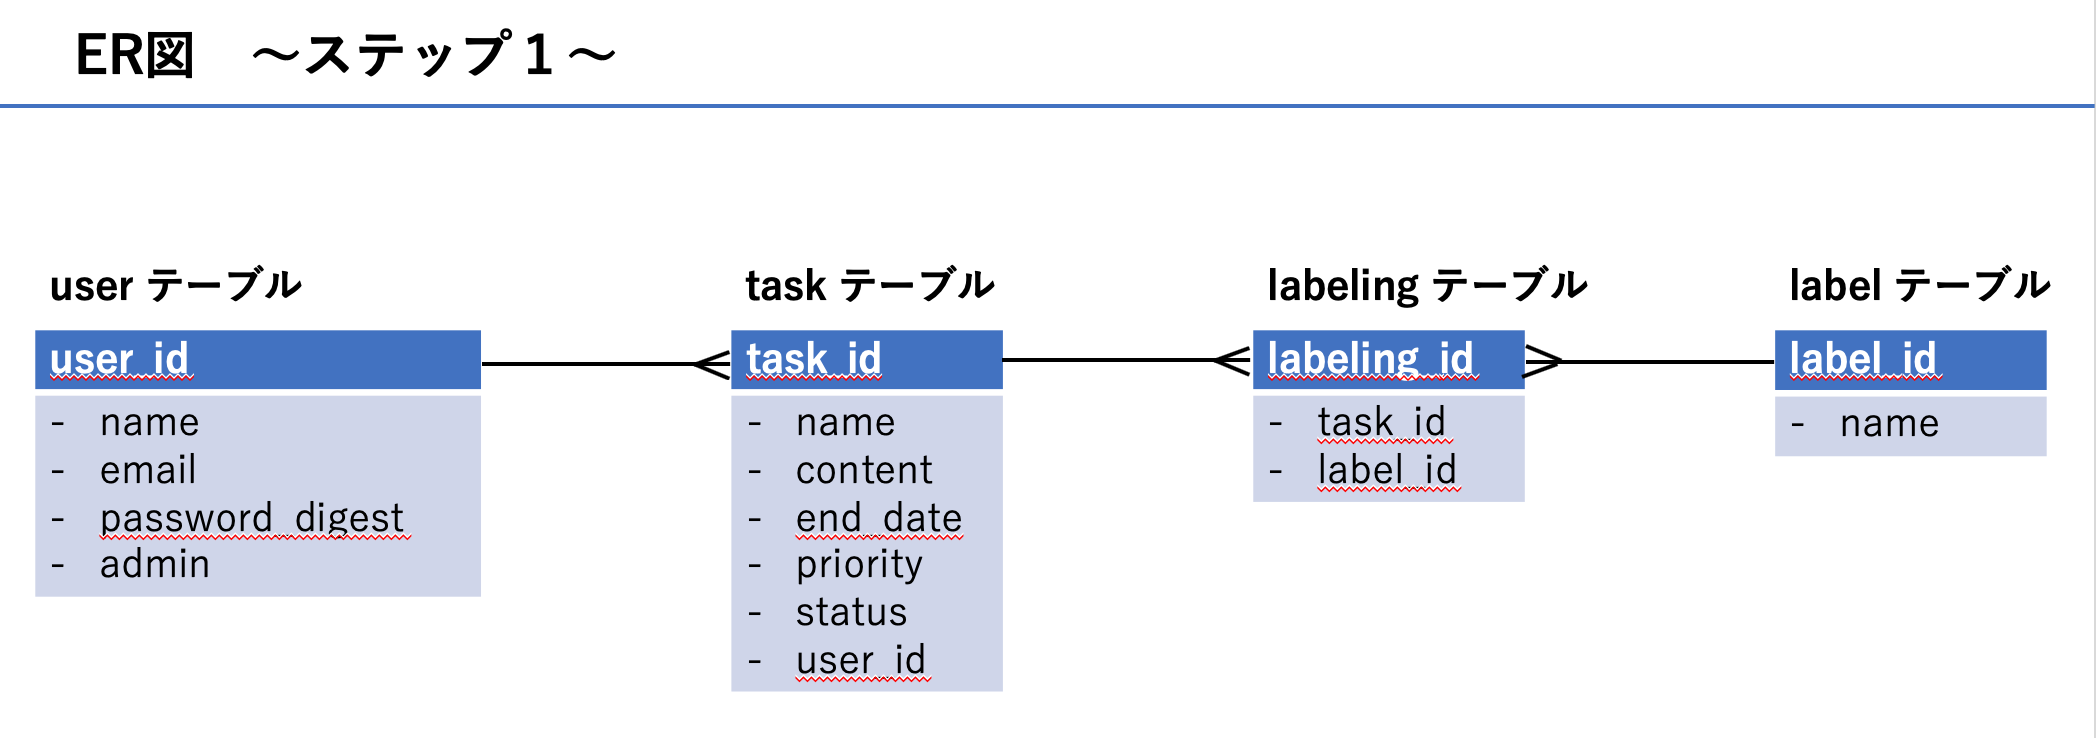 ER図　～ステップ１～
user テーブル
user_id
- name
- email
- password_digest
- admin
task テーブル
task_id
- name
- content
- end_date
- priority
- status
- user_id
labeling テーブル
labeling_id
- task_id
- label_id
label テーブル
label_id
- name